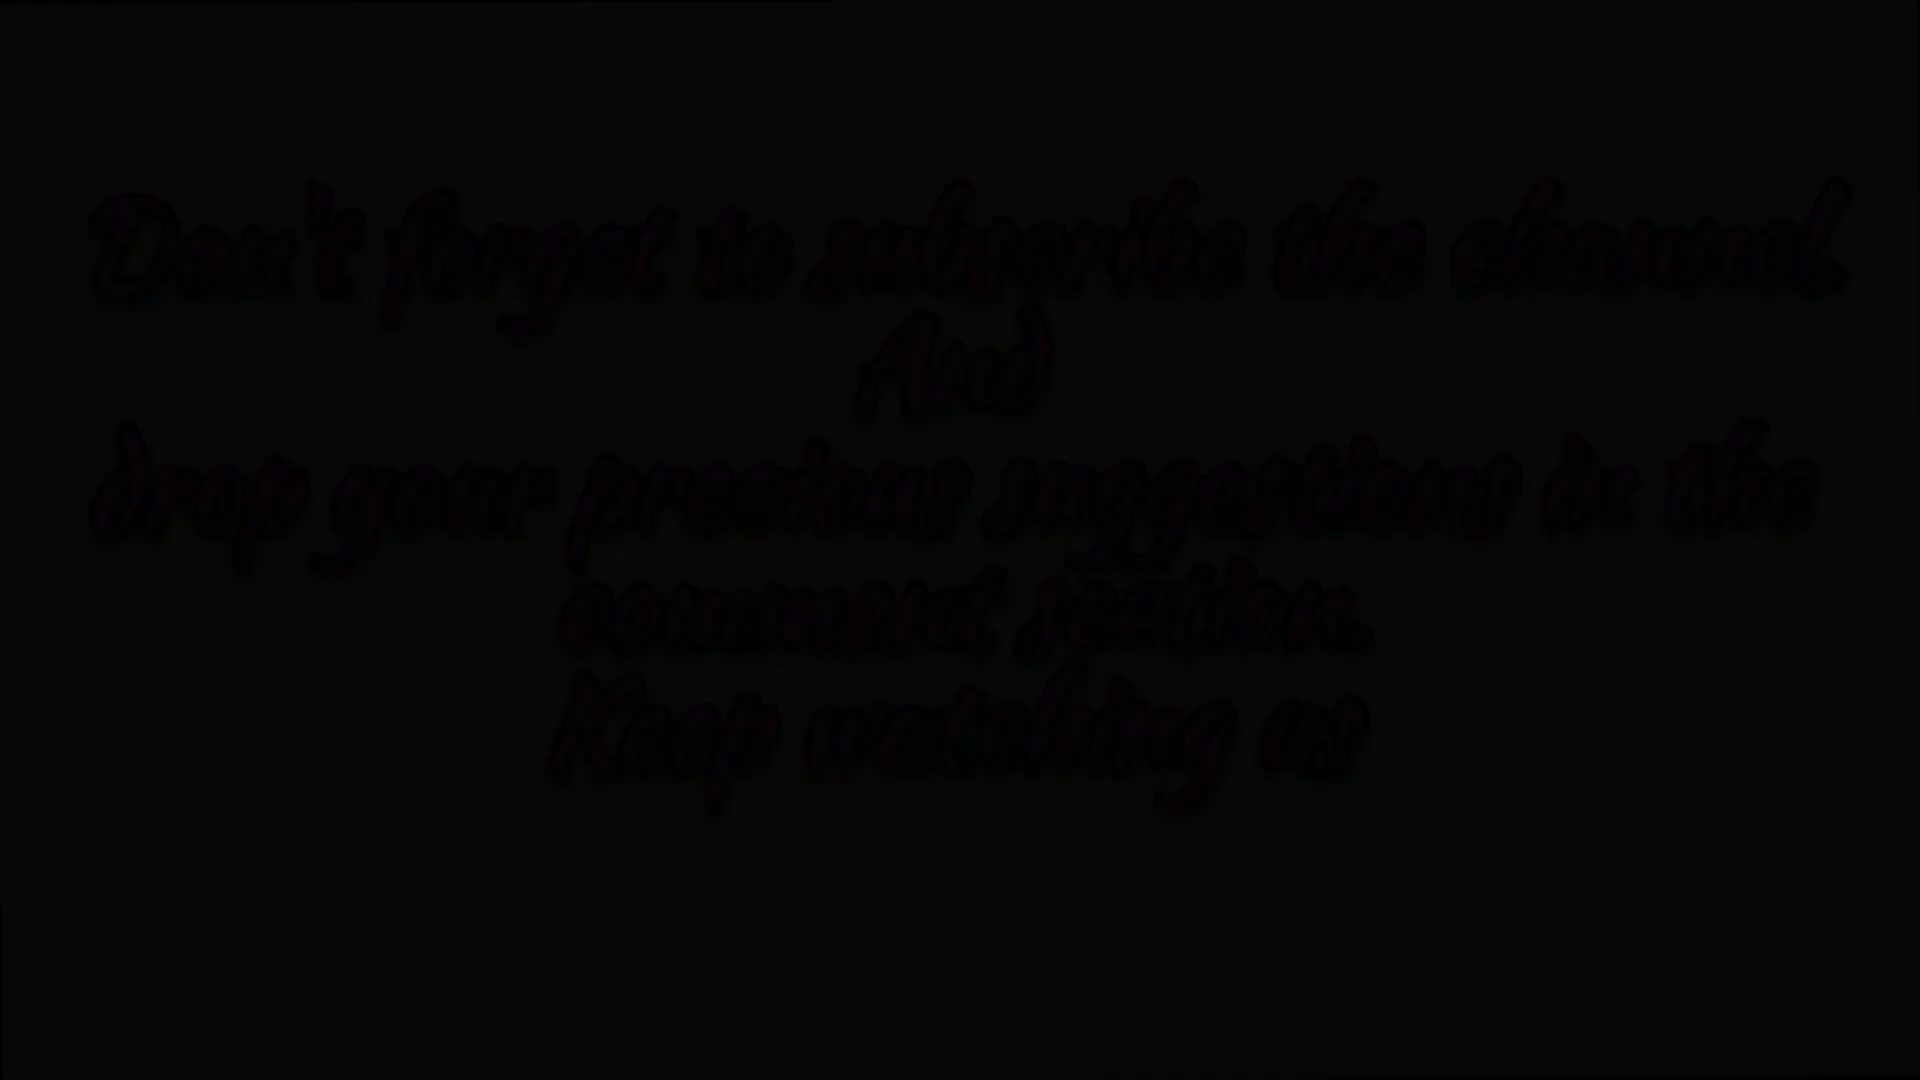 Don't forget to subscribe the channel.
And
drop your precious suggestions in the
comment section.
Keep watching us